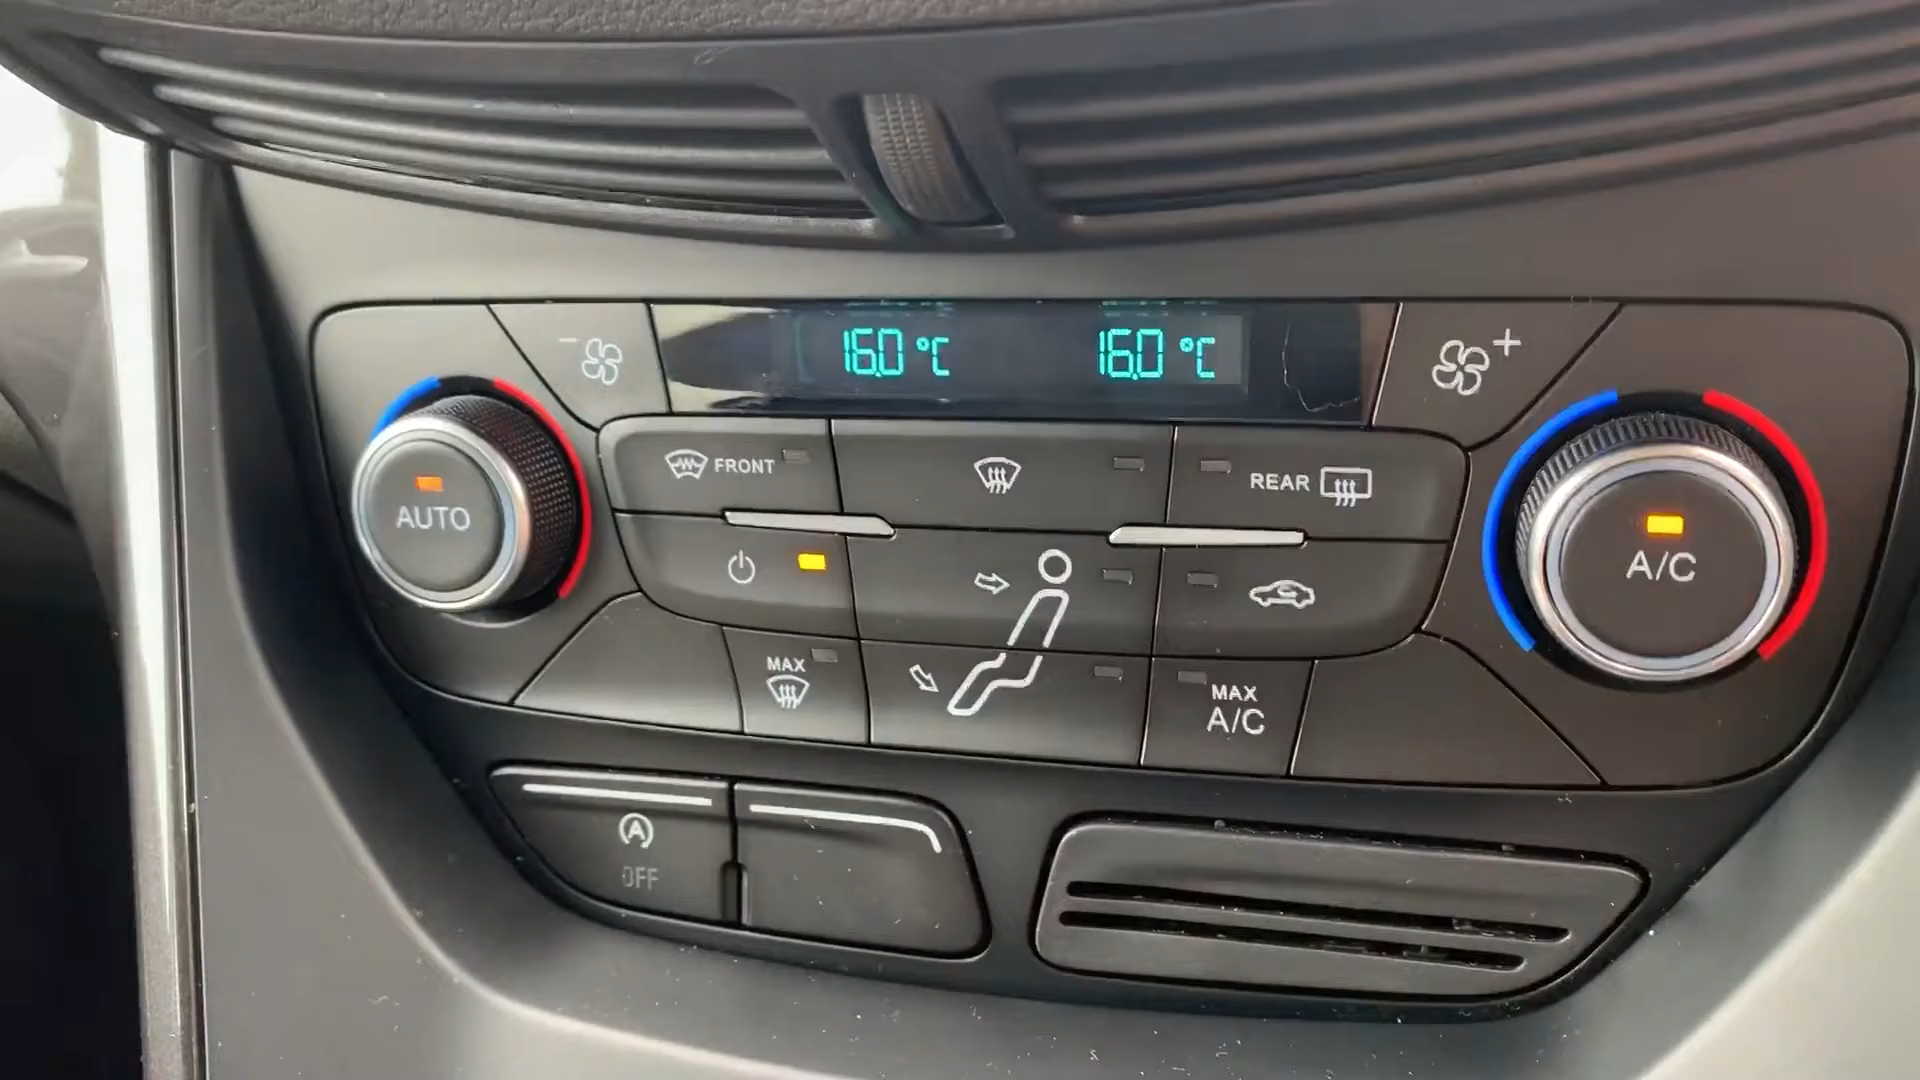 16.0 °C 16.0 °C
FRONT
REAR
AUTO
A/C
MAX
MAX
A/C
A
OFF